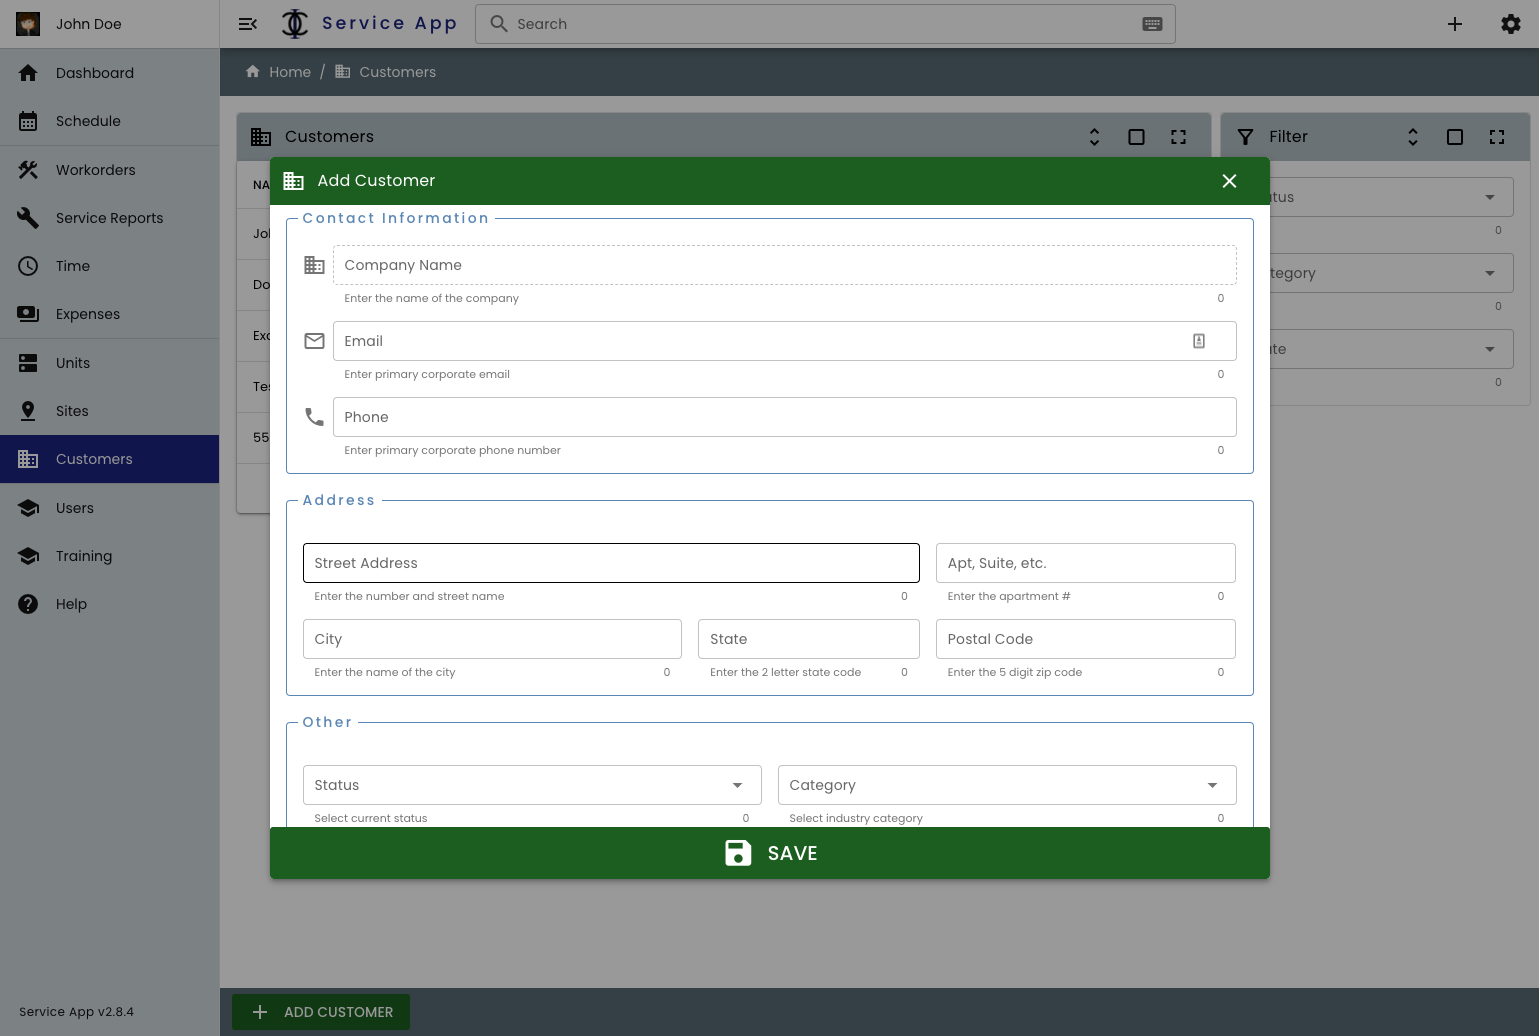 John Doe
Service App
Search
Dashboard
Schedule
Workorders
Service Reports
Time
Expenses
Units
Sites
Customers
Users
Training
Help
Service App v2.8.4
Home / Customers
Customers
Filter
NA
Jo
Do
Exc
Te
55
tus
0
tegory
0
te
0
Add Customer
Contact Information
Company Name
Enter the name of the company 0
Email
Enter primary corporate email 0
Phone
Enter primary corporate phone number 0
Address
Street Address
Apt, Suite, etc.
Enter the number and street name 0
Enter the apartment # 0
City
State
Postal Code
Enter the name of the city 0
Enter the 2 letter state code 0
Enter the 5 digit zip code 0
Other
Status
Category
Select current status 0
Select industry category 0
SAVE
ADD CUSTOMER